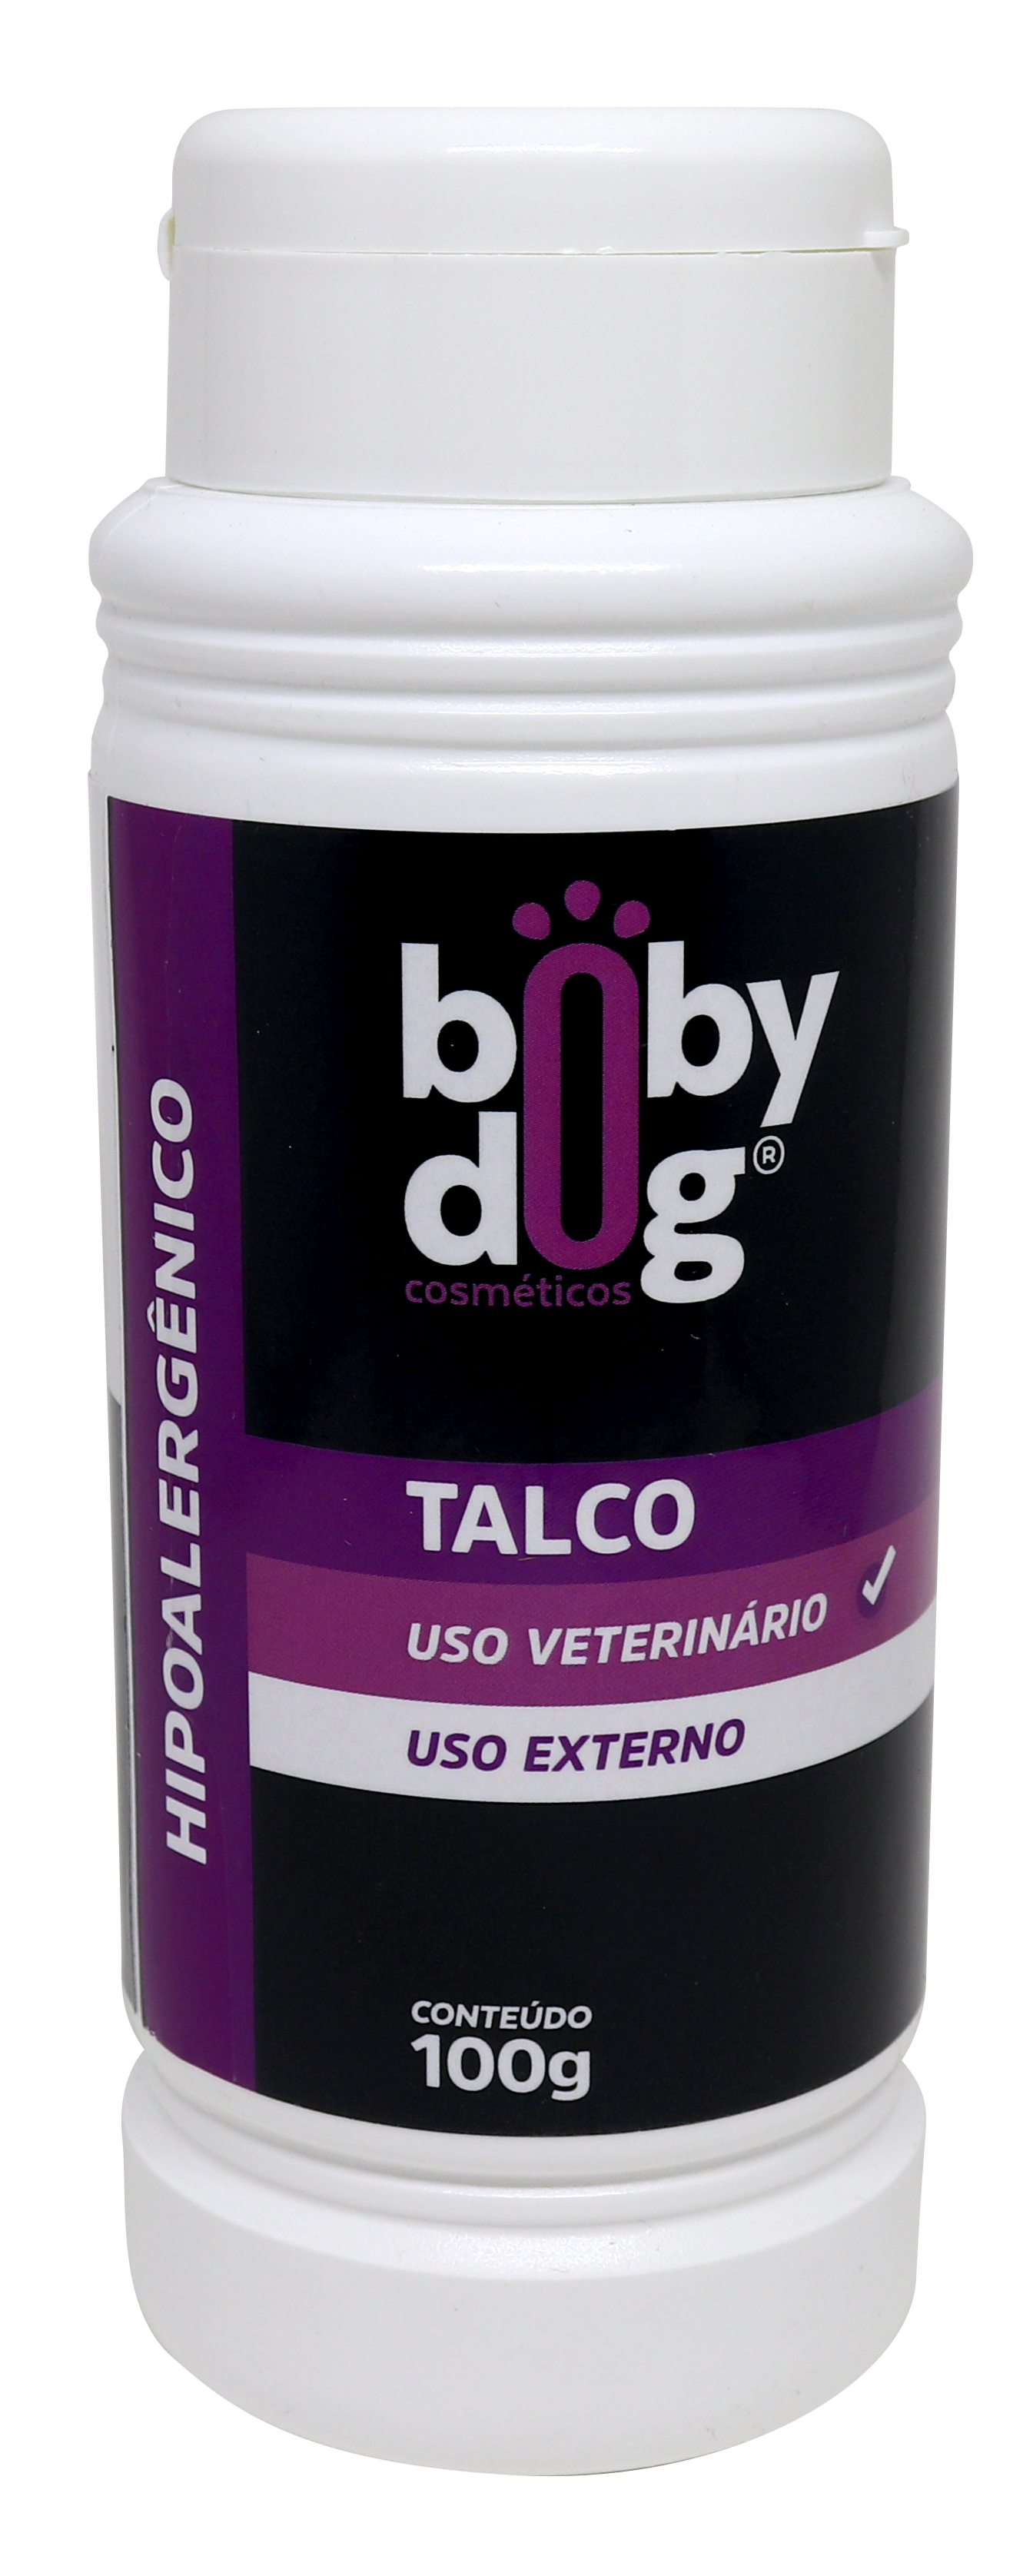 boby
dog®
cosméticos
HIPOALERGÊNICO
TALCO
USO VETERINÁRIO
USO EXTERNO
CONTEÚDO
100g